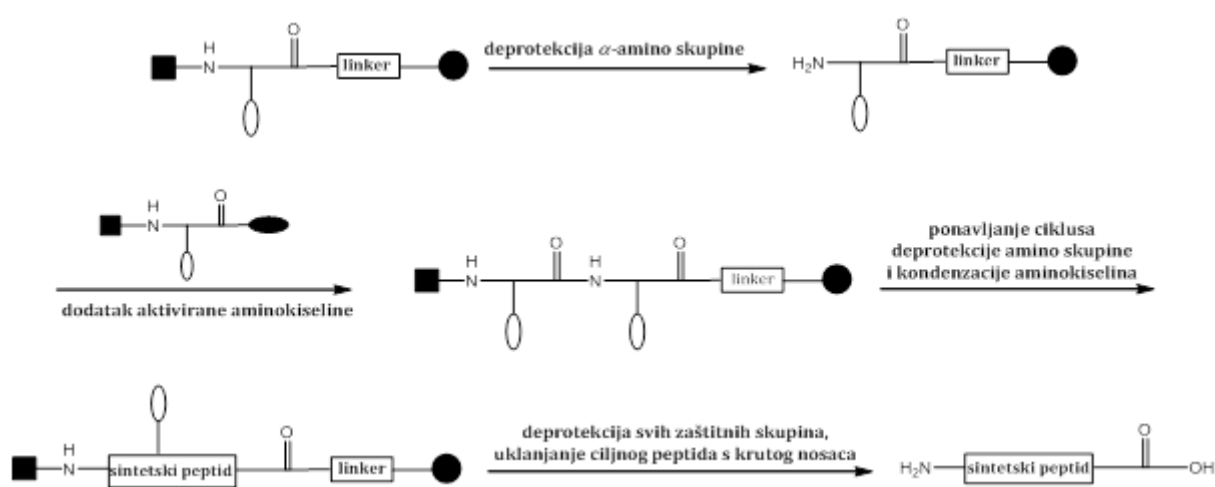 H
N
O
linker
deprotekcija α-amino skupine
H₂N
O
linker
H
N
O
dodatak aktivirane aminokiseline
H
N
O
H
N
O
linker
ponavljanje ciklusa
deprotekcije amino skupine
i kondenzacije aminokiselina
H
N
sintetski peptid
O
linker
deprotekcija svih zaštitnih skupina,
uklanjanje ciljnog peptida s krutog nosaca
H₂N
sintetski peptid
O
OH